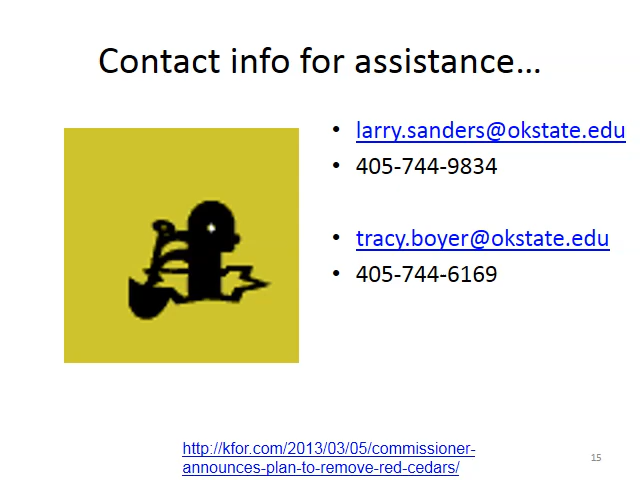 Contact info for assistance…
• larry.sanders@okstate.edu
• 405-744-9834
• tracy.boyer@okstate.edu
• 405-744-6169
http://kfor.com/2013/03/05/commissioner-
announces-plan-to-remove-red-cedars/
15